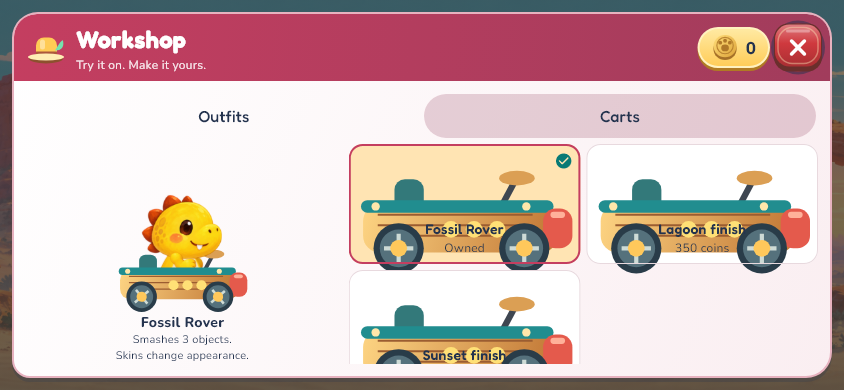 Workshop
Try it on. Make it yours.
0
Outfits
Carts
Fossil Rover
Owned
Lagoon finish
350 coins
Sunset finish
Fossil Rover
Smashes 3 objects.
Skins change appearance.